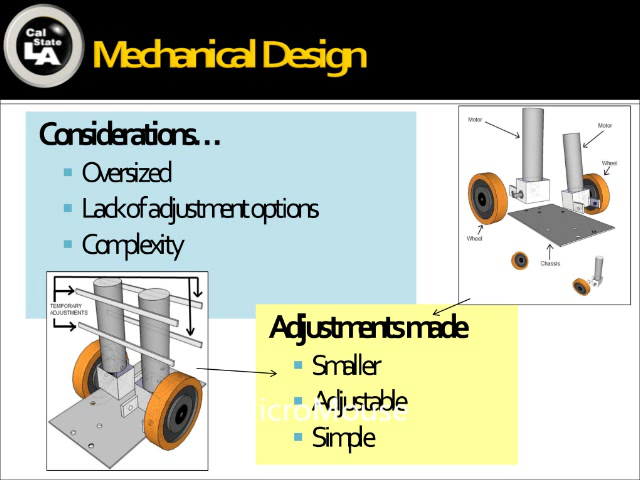 Cal
State
LA
Mechanical Design
Considerations…
Oversized
Lack of adjustment options
Complexity
Motor
Motor
Wheel
Wheel
Chassis
TEMPORARY
ADJUSTMENTS
Adjustments made
Smaller
Adjustable
Simple